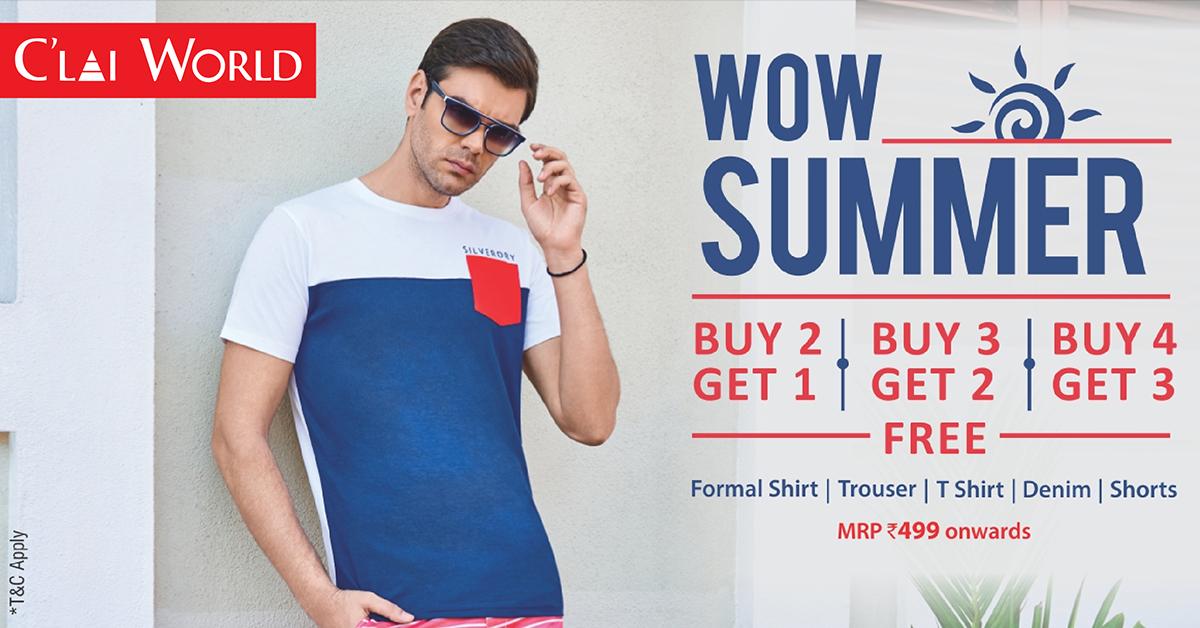 C'LAI WORLD
WOW
SUMMER
SILVERDRY
BUY 2 | BUY 3 | BUY 4
GET 1 | GET 2 | GET 3
FREE
Formal Shirt | Trouser | T Shirt | Denim | Shorts
MRP ₹499 onwards
*T&C Apply